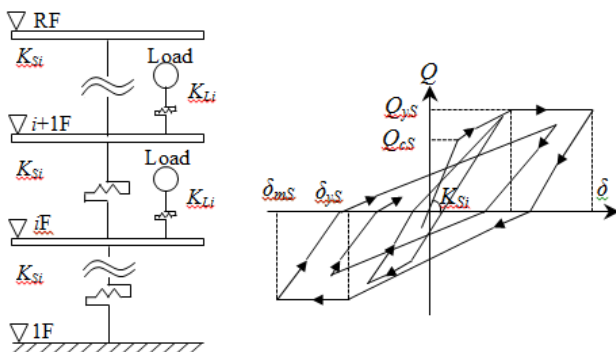 RF
K_Si
Load
K_Li
i+1F
K_Si
Load
K_Li
iF
K_Si
1F
Q
Q_yS
Q_cS
δ_mS
δ_yS
K_Si
δ